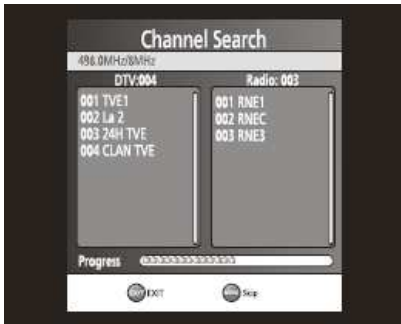 Channel Search
498.0MHz/8MHz
DTV:004
Radio: 003
001 TVE1
002 La 2
003 24H TVE
004 CLAN TVE
001 RNE1
002 RNEC
003 RNE3
Progress
EXIT
Skip